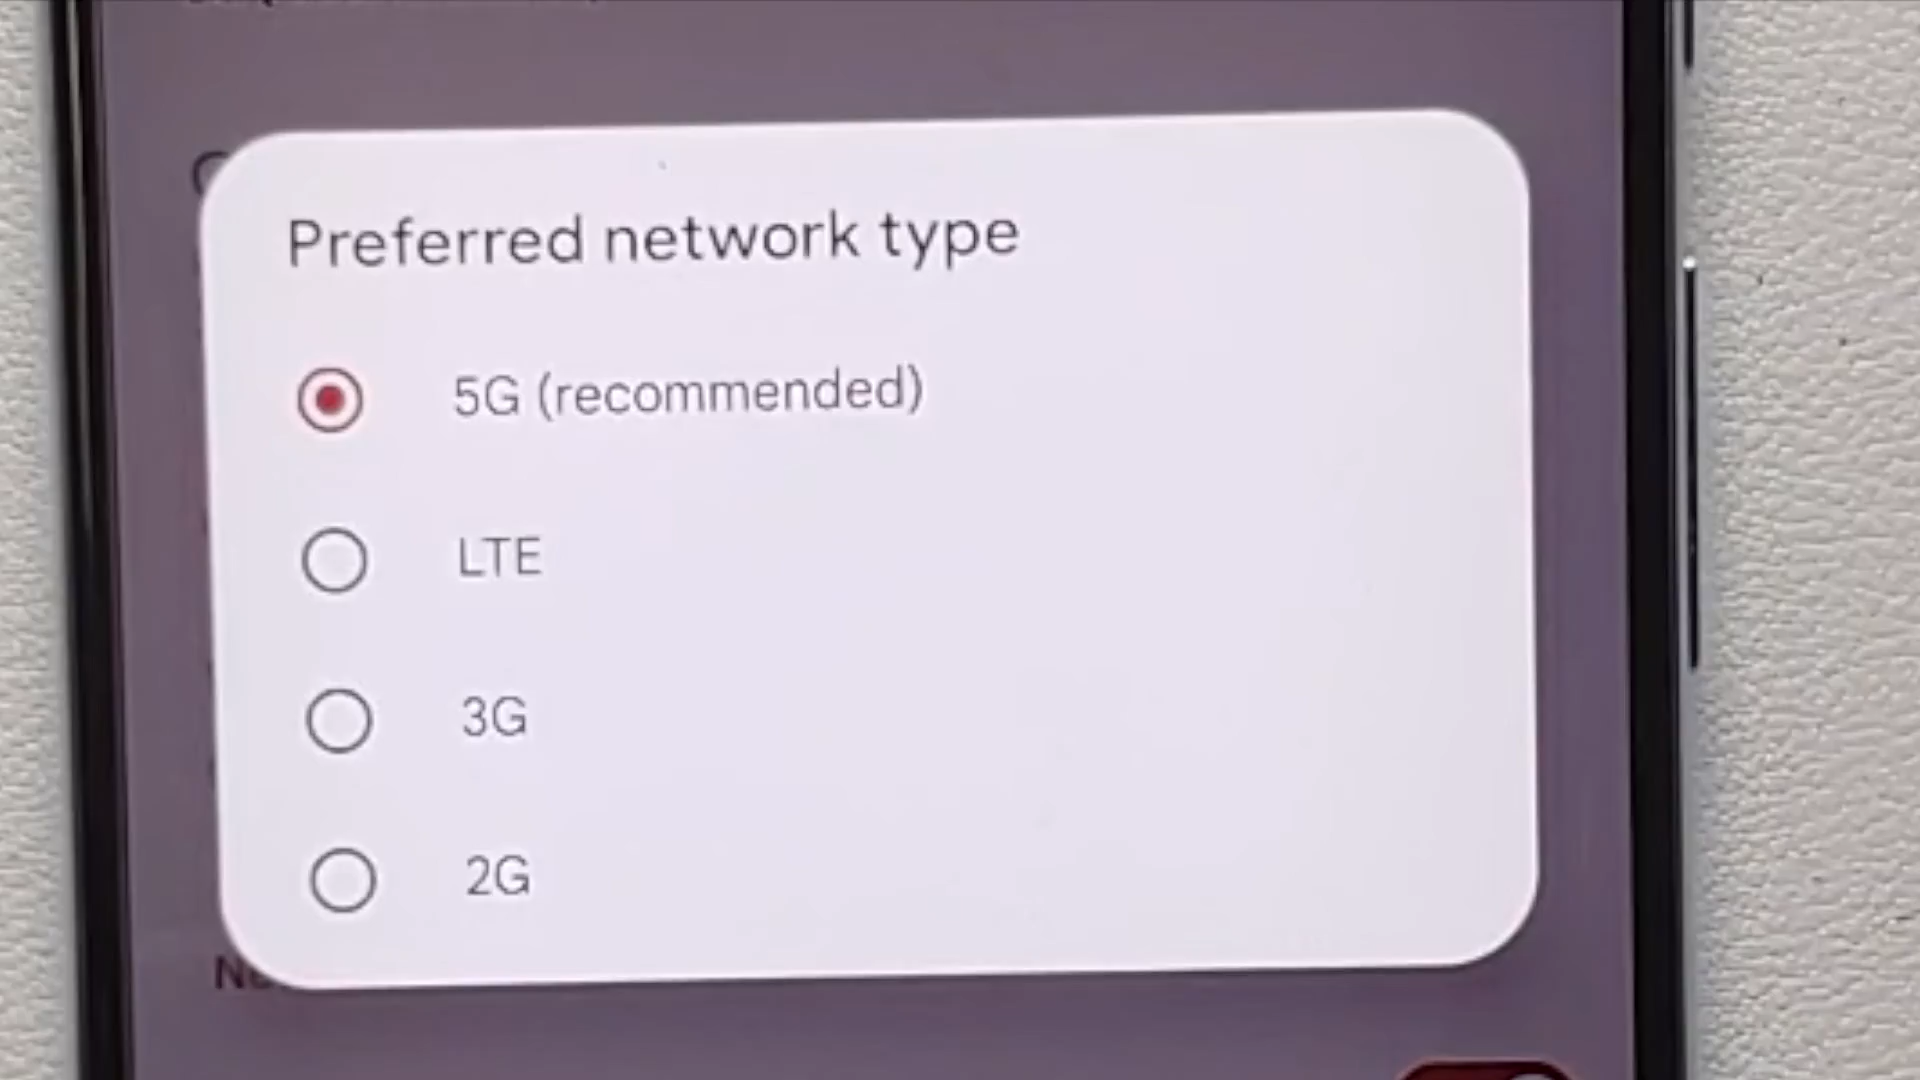 Preferred network type
5G (recommended)
LTE
3G
2G